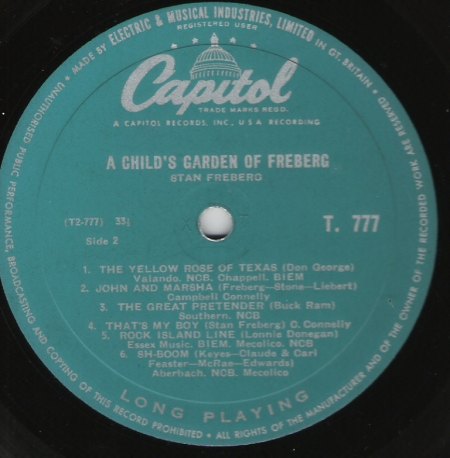 MADE BY ELECTRIC & MUSICAL INDUSTRIES, LIMITED IN GT. BRITAIN
REGISTERED USER
Capitol
TRADE MARKS REGD.
A CAPITOL RECORDS, INC., U.S.A RECORDING
A CHILD'S GARDEN OF FREBERG
STAN FREBERG
(T2-777) 33⅓
T. 777
Side 2
1. THE YELLOW ROSE OF TEXAS (Don George)
Valando. NCB. Chappell. BIEM
2. JOHN AND MARSHA (Freberg—Stone—Liebert)
Campbell Connelly
3. THE GREAT PRETENDER (Buck Ram)
Southern. NCB
4. THAT'S MY BOY (Stan Freberg) C. Connelly
5. ROCK ISLAND LINE (Lonnie Donegan)
Essex Music. BIEM. Mecolico. NCB
6. SH-BOOM (Keyes—Claude & Carl
Feaster—McRae—Edwards)
Aberbach. NCB. Mecolico
LONG PLAYING
ALL RIGHTS OF THE MANUFACTURER AND OF THE OWNER OF THE RECORDED WORK ARE RESERVED
UNAUTHORISED PUBLIC PERFORMANCE, BROADCASTING AND COPYING OF THIS RECORD PROHIBITED